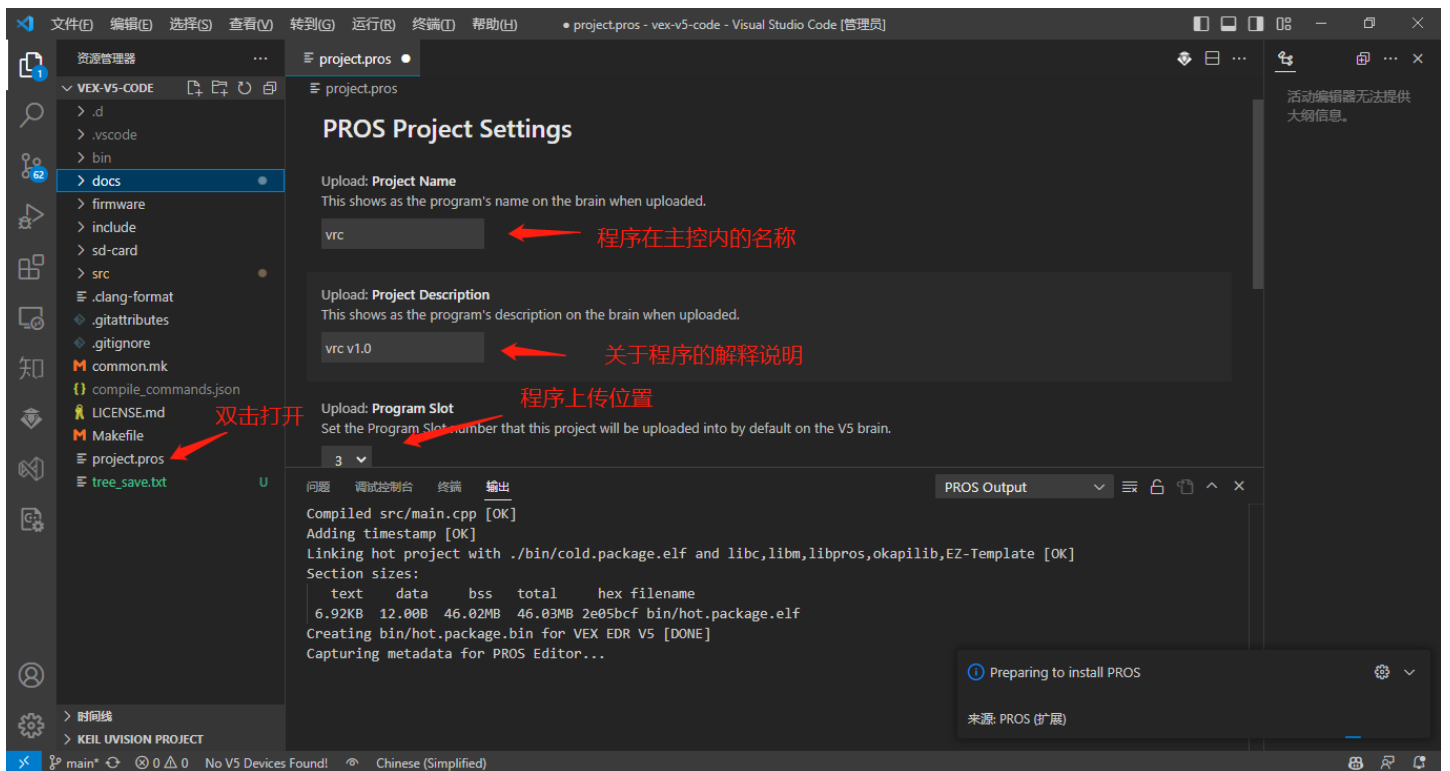 文件(F) 编辑(E) 选择(S) 查看(V) 转到(G) 运行(R) 终端(T) 帮助(H) ● project.pros - vex-v5-code - Visual Studio Code [管理员]
资源管理器
VEX-V5-CODE
.d
.vscode
bin
docs
firmware
include
sd-card
src
.clang-format
.gitattributes
.gitignore
common.mk
compile_commands.json
LICENSE.md
Makefile
project.pros
tree_save.txt U
双击打开
时间线
KEIL UVISION PROJECT
1
62
知
project.pros
project.pros
PROS Project Settings
Upload: Project Name
This shows as the program's name on the brain when uploaded.
vrc
程序在主控内的名称
Upload: Project Description
This shows as the program's description on the brain when uploaded.
vrc v1.0
关于程序的解释说明
程序上传位置
Upload: Program Slot
Set the Program Slot number that this project will be uploaded into by default on the V5 brain.
3
问题 调试控制台 终端 输出 PROS Output
Compiled src/main.cpp [OK]
Adding timestamp [OK]
Linking hot project with ./bin/cold.package.elf and libc,libm,libpros,okapilib,EZ-Template [OK]
Section sizes:
text data bss total hex filename
6.92KB 12.00B 46.02MB 46.03MB 2e05bcf bin/hot.package.elf
Creating bin/hot.package.bin for VEX EDR V5 [DONE]
Capturing metadata for PROS Editor...
活动编辑器无法提供
大纲信息。
Preparing to install PROS
来源: PROS (扩展)
main* 0 0 No V5 Devices Found! Chinese (Simplified)